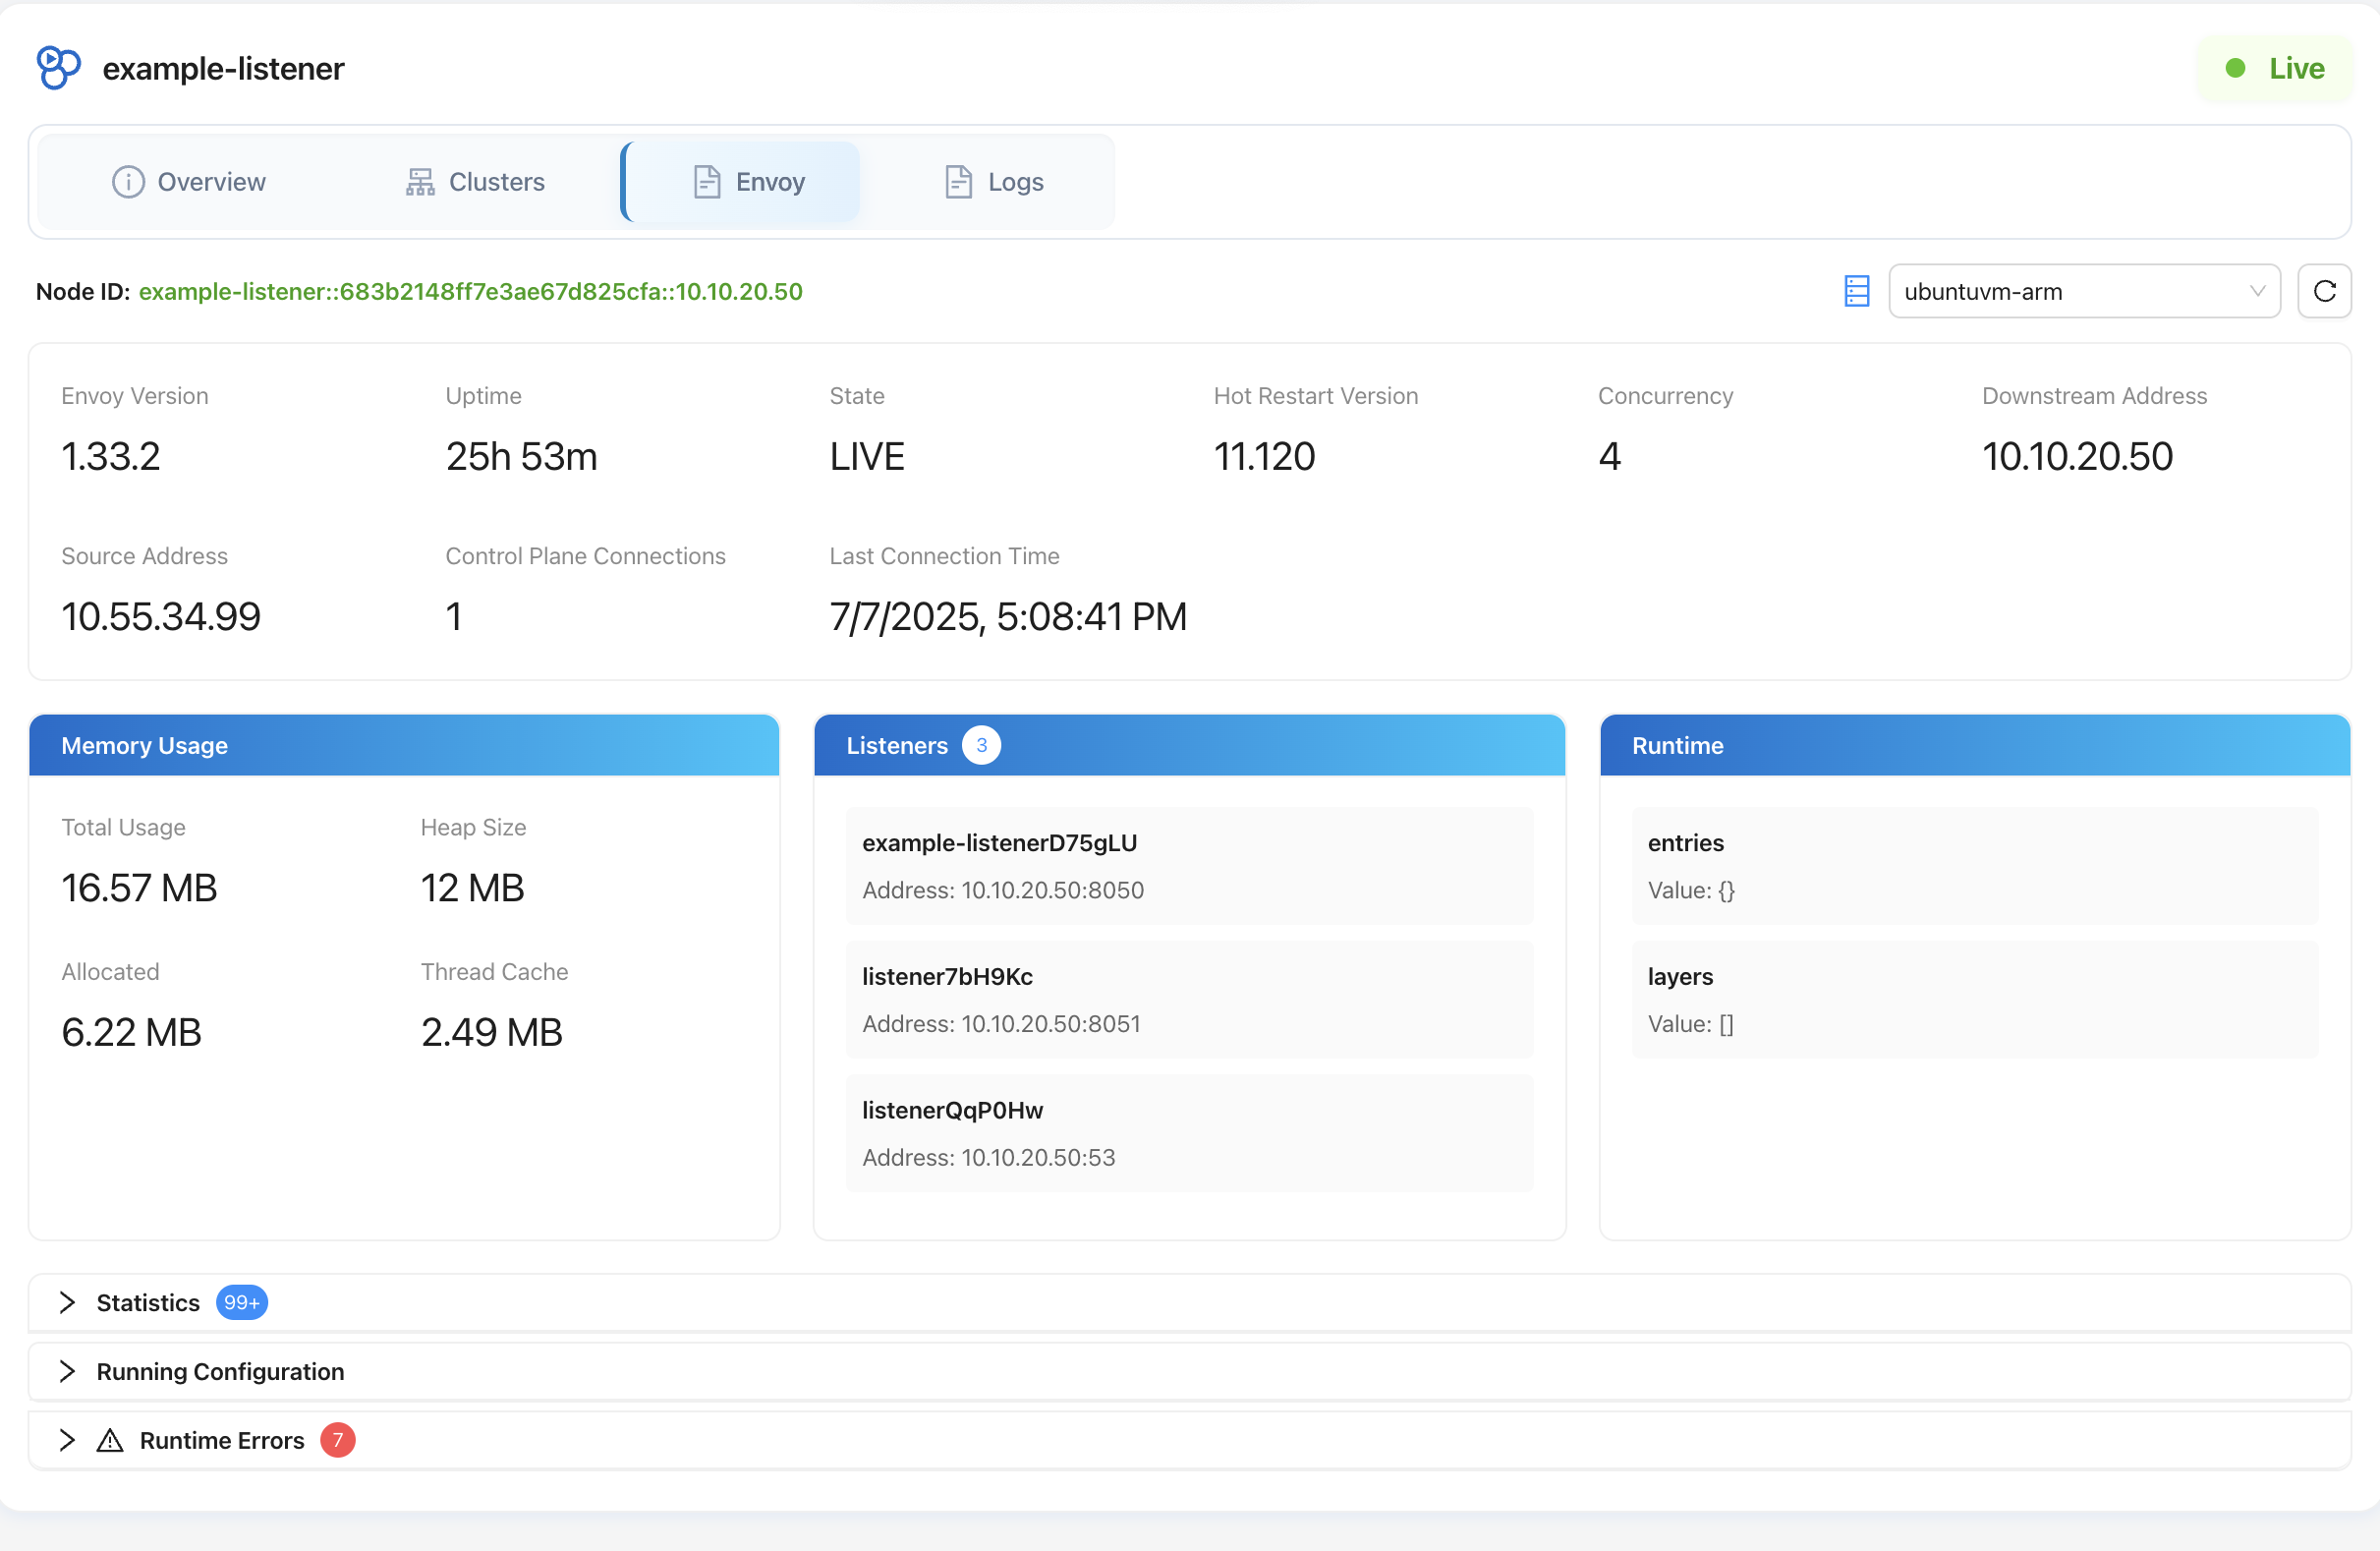 example-listener
Live
Overview
Clusters
Envoy
Logs
Node ID: example-listener::683b2148ff7e3ae67d825cfa::10.10.20.50
ubuntuvm-arm
Envoy Version
Uptime
State
Hot Restart Version
Concurrency
Downstream Address
1.33.2
25h 53m
LIVE
11.120
4
10.10.20.50
Source Address
Control Plane Connections
Last Connection Time
10.55.34.99
1
7/7/2025, 5:08:41 PM
Memory Usage
Total Usage
Heap Size
16.57 MB
12 MB
Allocated
Thread Cache
6.22 MB
2.49 MB
Listeners 3
example-listenerD75gLU
Address: 10.10.20.50:8050
listener7bH9Kc
Address: 10.10.20.50:8051
listenerQqP0Hw
Address: 10.10.20.50:53
Runtime
entries
Value: {}
layers
Value: []
Statistics 99+
Running Configuration
Runtime Errors 7